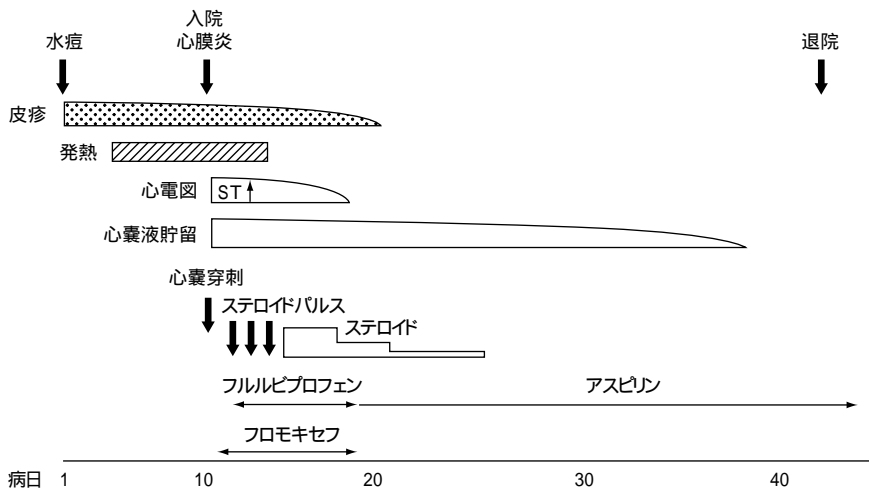 入院
水痘 心膜炎 退院
皮疹
発熱
心電図 ST
心嚢液貯留
心嚢穿刺
ステロイドパルス
ステロイド
フルルビプロフェン アスピリン
フロモキセフ
病日 1 10 20 30 40